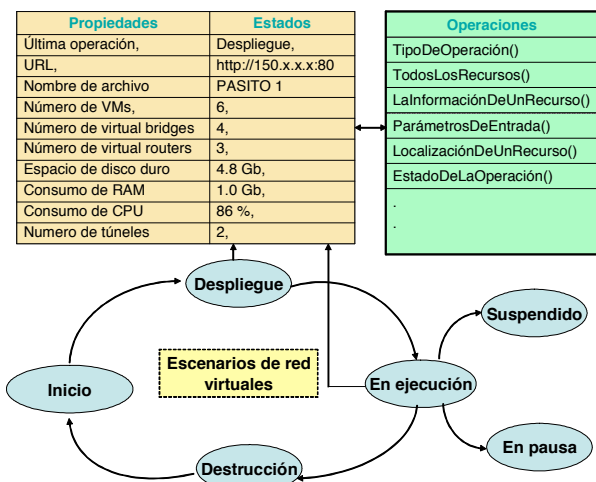 Propiedades Estados
Última operación, Despliegue,
URL, http://150.x.x.x:80
Nombre de archivo PASITO 1
Número de VMs, 6,
Número de virtual bridges 4,
Número de virtual routers 3,
Espacio de disco duro 4.8 Gb,
Consumo de RAM 1.0 Gb,
Consumo de CPU 86 %,
Numero de túneles 2,
Operaciones
TipoDeOperación()
TodosLosRecursos()
LaInformaciónDeUnRecurso()
ParámetrosDeEntrada()
LocalizaciónDeUnRecurso()
EstadoDeLaOperación()
.
.
Despliegue
Suspendido
Escenarios de red
virtuales
Inicio
En ejecución
En pausa
Destrucción